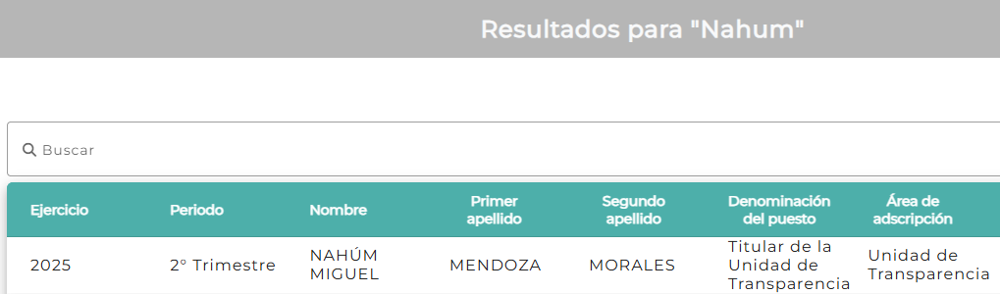 Resultados para "Nahum"
Buscar
Ejercicio Periodo Nombre Primer apellido Segundo apellido Denominación del puesto Área de adscripción
2025 2° Trimestre NAHÚM MIGUEL MENDOZA MORALES Titular de la Unidad de Transparencia Unidad de Transparencia